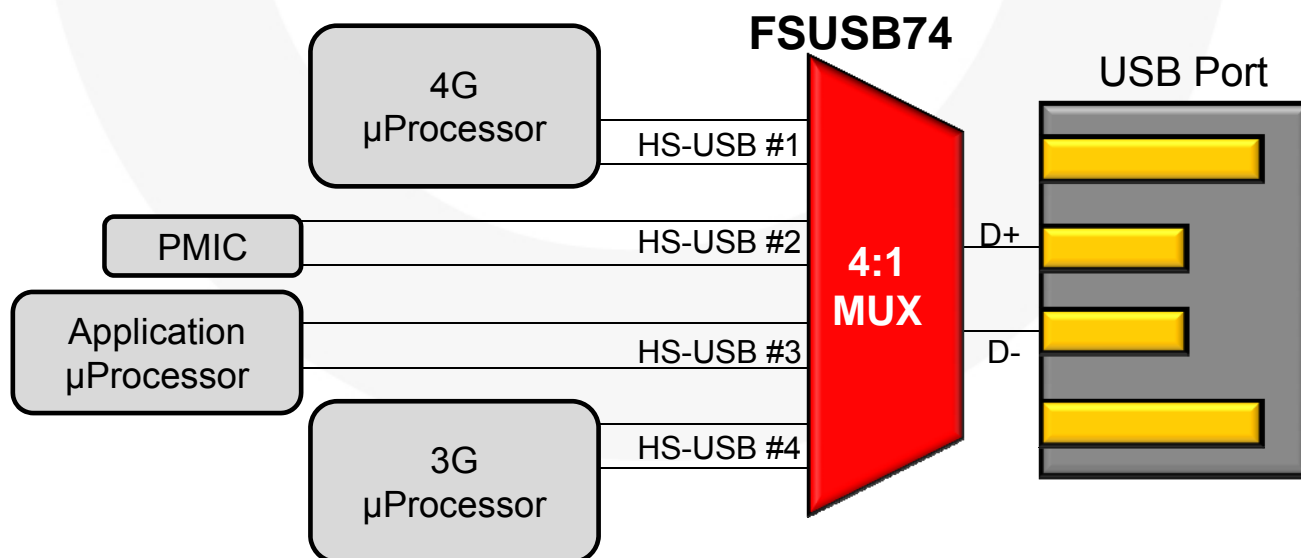 FSUSB74
USB Port
4G
µProcessor
HS-USB #1
PMIC
HS-USB #2
D+
4:1
MUX
Application
µProcessor
HS-USB #3
D-
3G
µProcessor
HS-USB #4